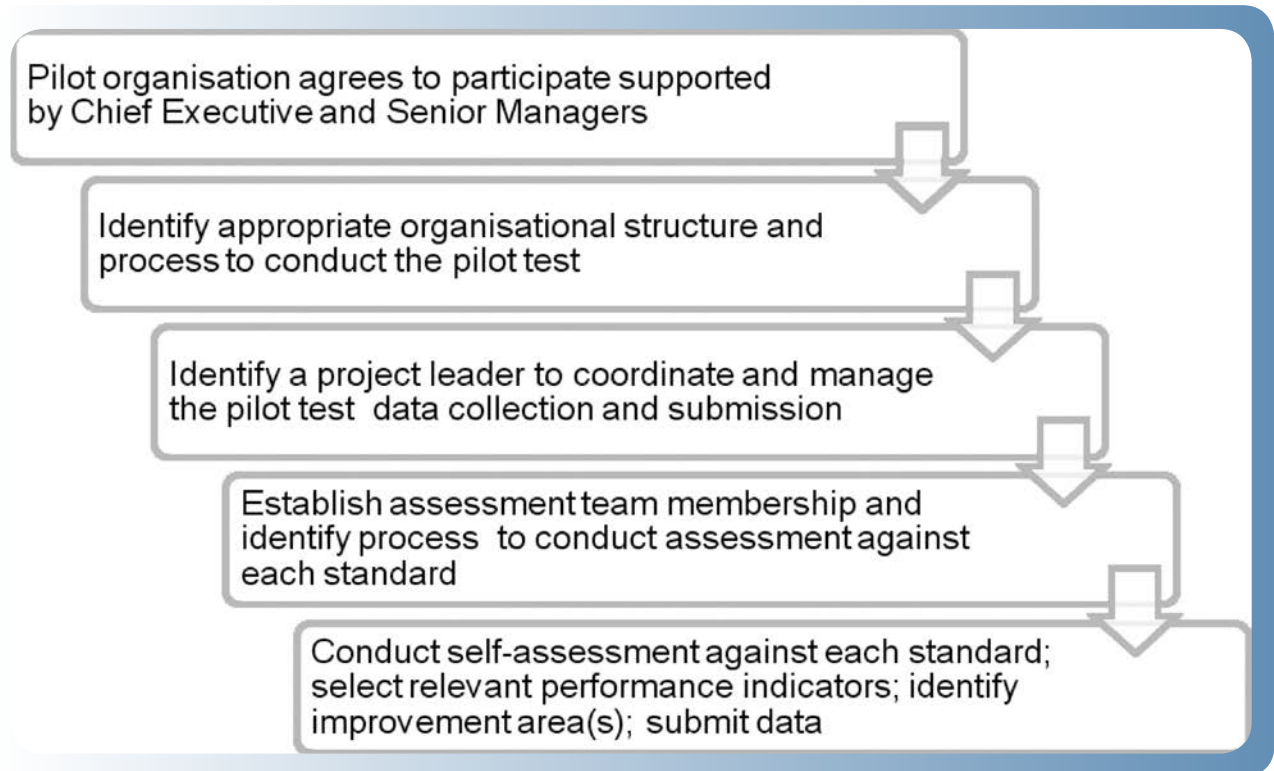 Pilot organisation agrees to participate supported
by Chief Executive and Senior Managers
Identify appropriate organisational structure and
process to conduct the pilot test
Identify a project leader to coordinate and manage
the pilot test data collection and submission
Establish assessment team membership and
identify process to conduct assessment against
each standard
Conduct self-assessment against each standard;
select relevant performance indicators; identify
improvement area(s); submit data